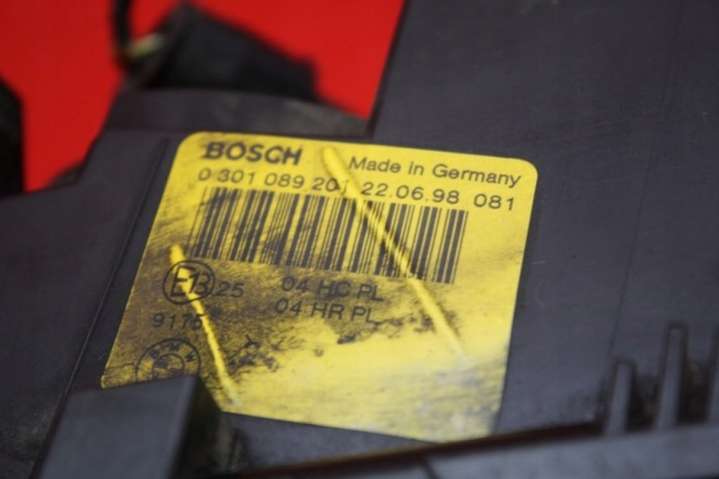 BOSCH Made in Germany
0 301 089 201 22.06.98 081
E13 25 04 HC PL
04 HR PL